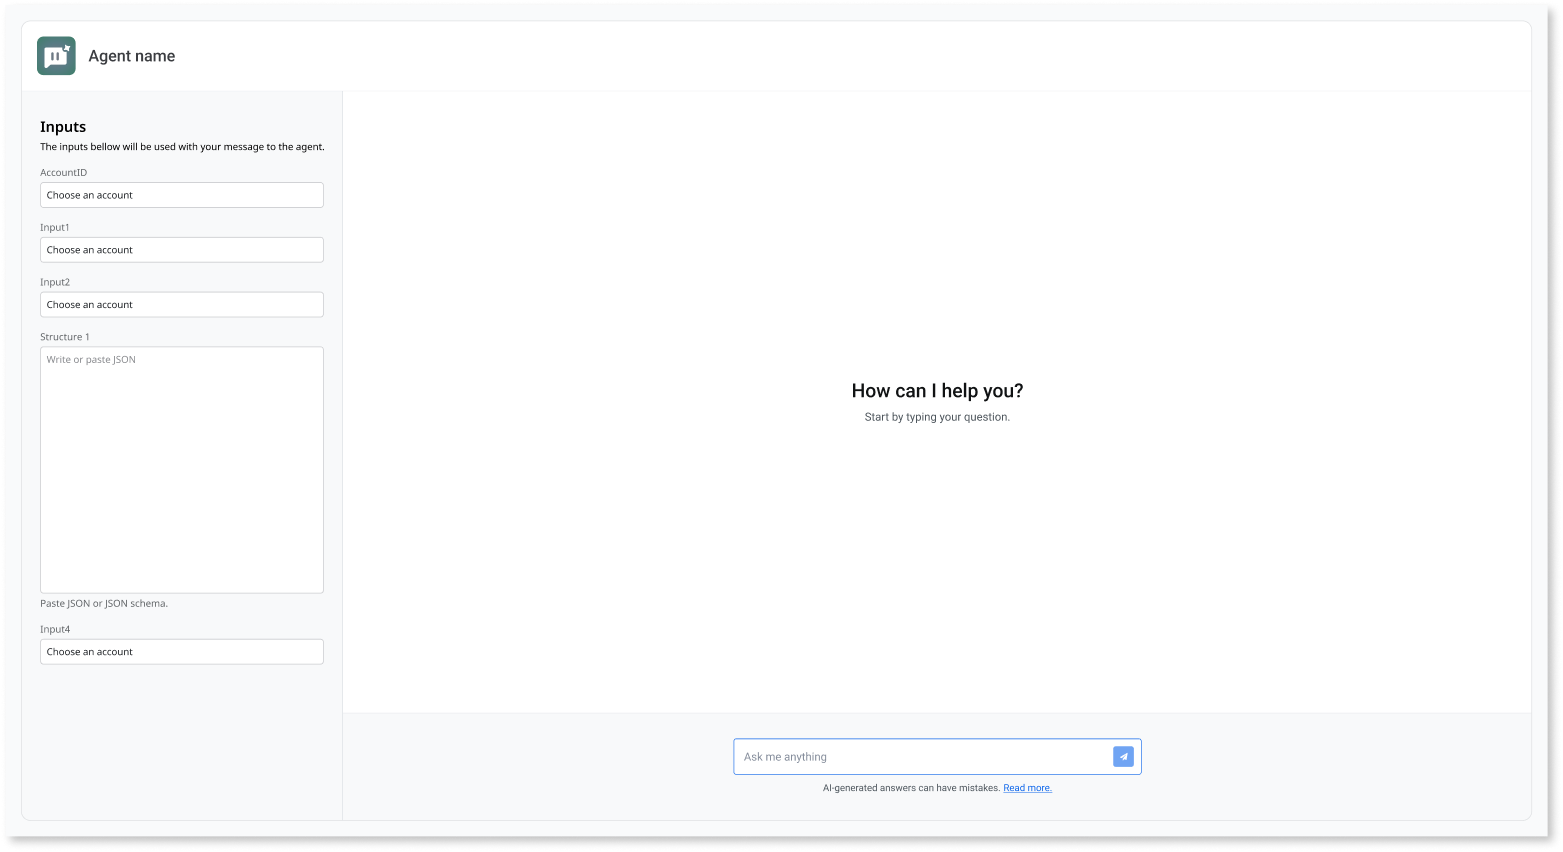 Agent name
Inputs
The inputs bellow will be used with your message to the agent.
AccountID
Choose an account
Input1
Choose an account
Input2
Choose an account
Structure 1
Write or paste JSON
Paste JSON or JSON schema.
Input4
Choose an account
How can I help you?
Start by typing your question.
Ask me anything
AI-generated answers can have mistakes. Read more.